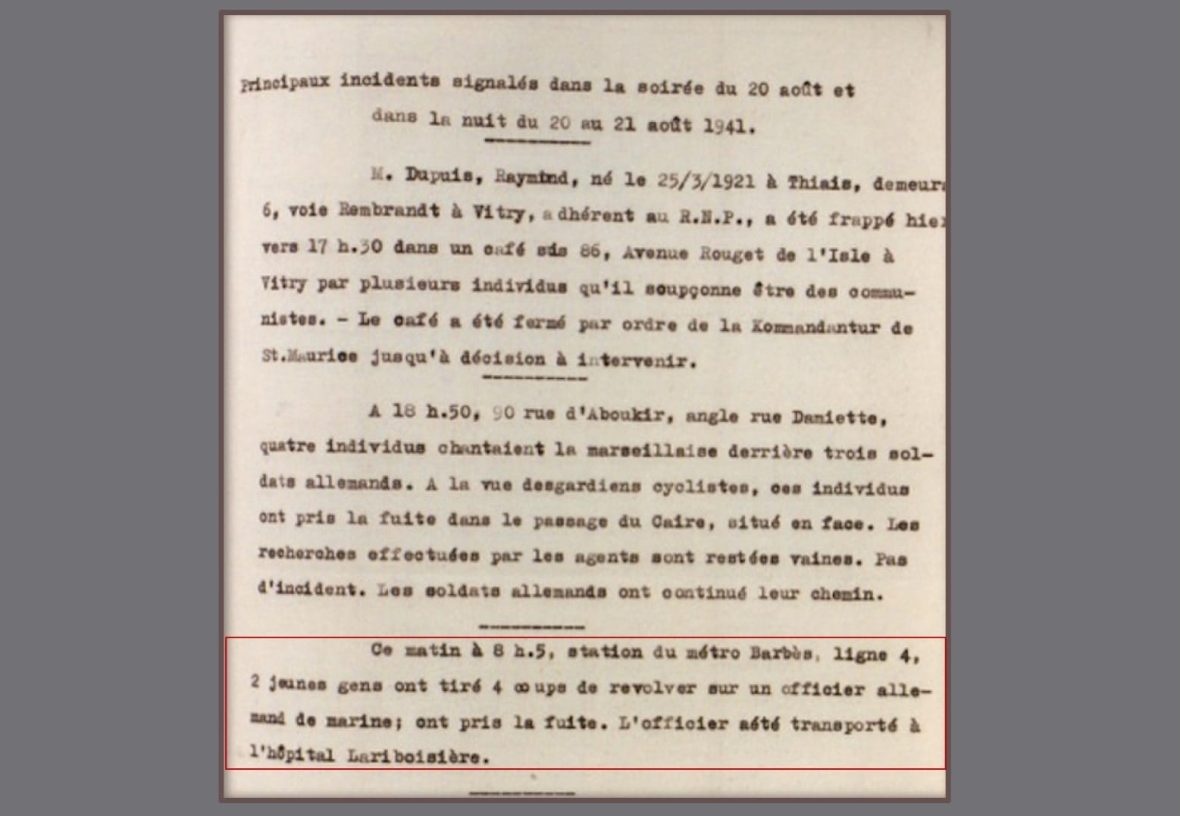 Principaux incidents signalés dans la soirée du 20 août et
dans la nuit du 20 au 21 août 1941.
M. Dupuis, Raymond, né le 25/3/1921 à Thiais, demeura
6, voie Rembrandt à Vitry, adhérent au R.N.P., a été frappé hier
vers 17 h.30 dans un café sis 86, Avenue Rouget de l'Isle à
Vitry par plusieurs individus qu'il soupçonne être des commu-
nistes. - Le café a été fermé par ordre de la Kommandantur de
St.Maurice jusqu'à décision à intervenir.
A 18 h.50, 90 rue d'Aboukir, angle rue Damiette,
quatre individus chantaient la marseillaise derrière trois sol-
dats allemands. A la vue desgardiens cyclistes, ces individus
ont pris la fuite dans le passage du Caire, situé en face. Les
recherches effectuées par les agents sont restées vaines. Pas
d'incident. Les soldats allemands ont continué leur chemin.
Ce matin à 8 h.5, station du métro Barbès, ligne 4,
2 jeunes gens ont tiré 4 coups de revolver sur un officier alle-
mand de marine; ont pris la fuite. L'officier aété transporté à
l'hôpital Lariboisière.